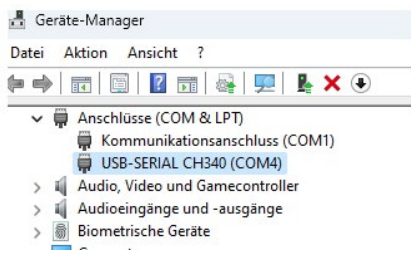 Geräte-Manager
Datei Aktion Ansicht ?
Anschlüsse (COM & LPT)
Kommunikationsanschluss (COM1)
USB-SERIAL CH340 (COM4)
Audio, Video und Gamecontroller
Audioeingänge und -ausgänge
Biometrische Geräte